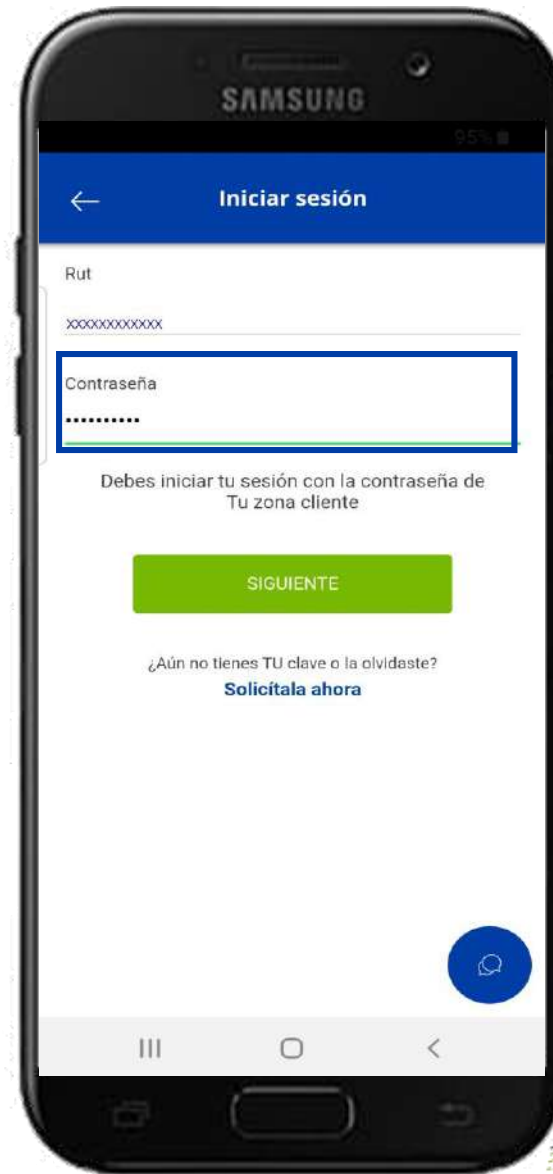 SAMSUNG
95%
Iniciar sesión
Rut
xxxxxxxxxxxx
Contraseña
••••••••••
Debes iniciar tu sesión con la contraseña de
Tu zona cliente
SIGUIENTE
¿Aún no tienes TU clave o la olvidaste?
Solicítala ahora